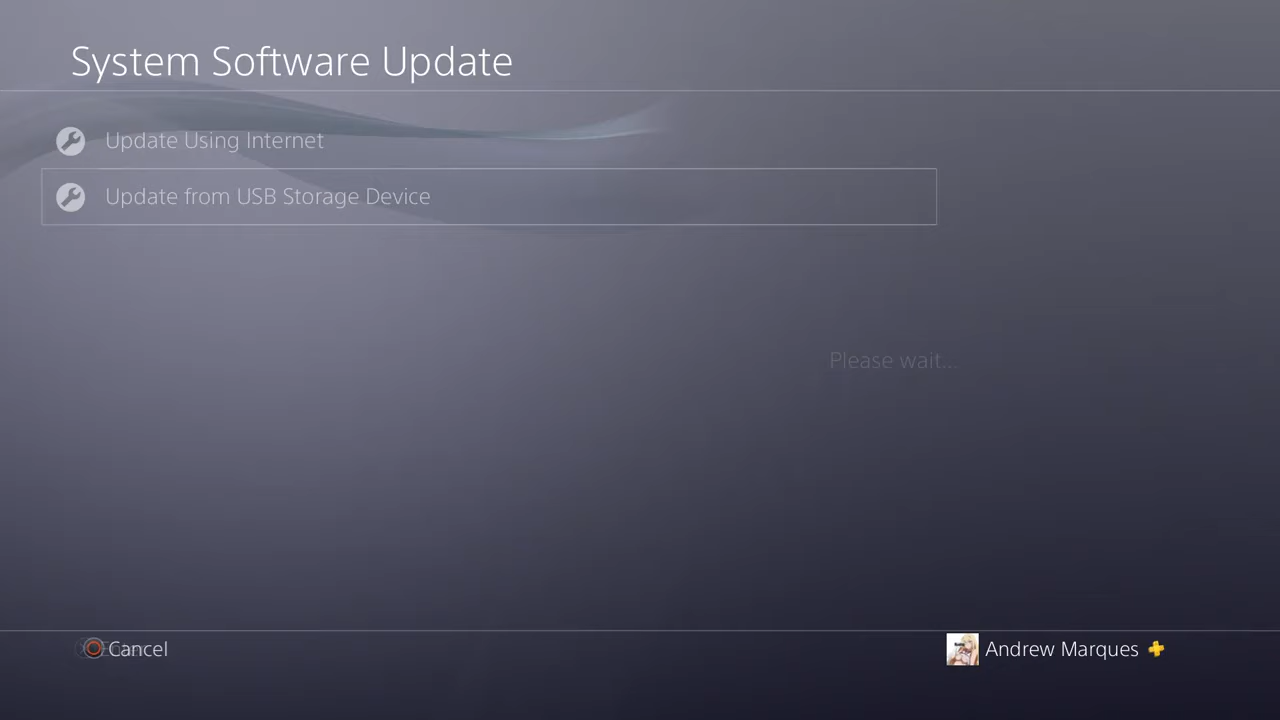 System Software Update
Update Using Internet
Update from USB Storage Device
Please wait...
Cancel
Andrew Marques